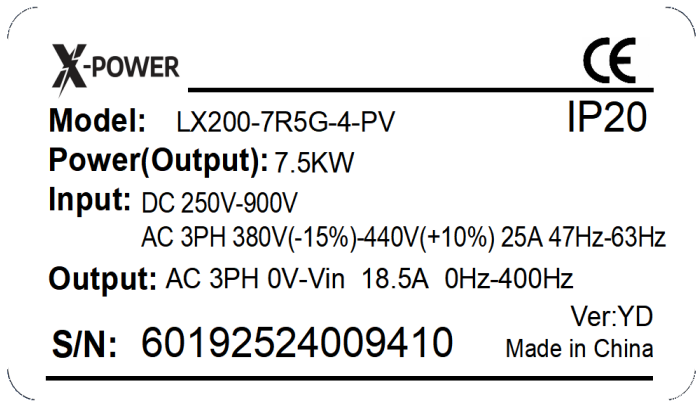 X-POWER
CE
Model: LX200-7R5G-4-PV
IP20
Power(Output): 7.5KW
Input: DC 250V-900V
AC 3PH 380V(-15%)-440V(+10%) 25A 47Hz-63Hz
Output: AC 3PH 0V-Vin 18.5A 0Hz-400Hz
Ver:YD
S/N: 60192524009410
Made in China